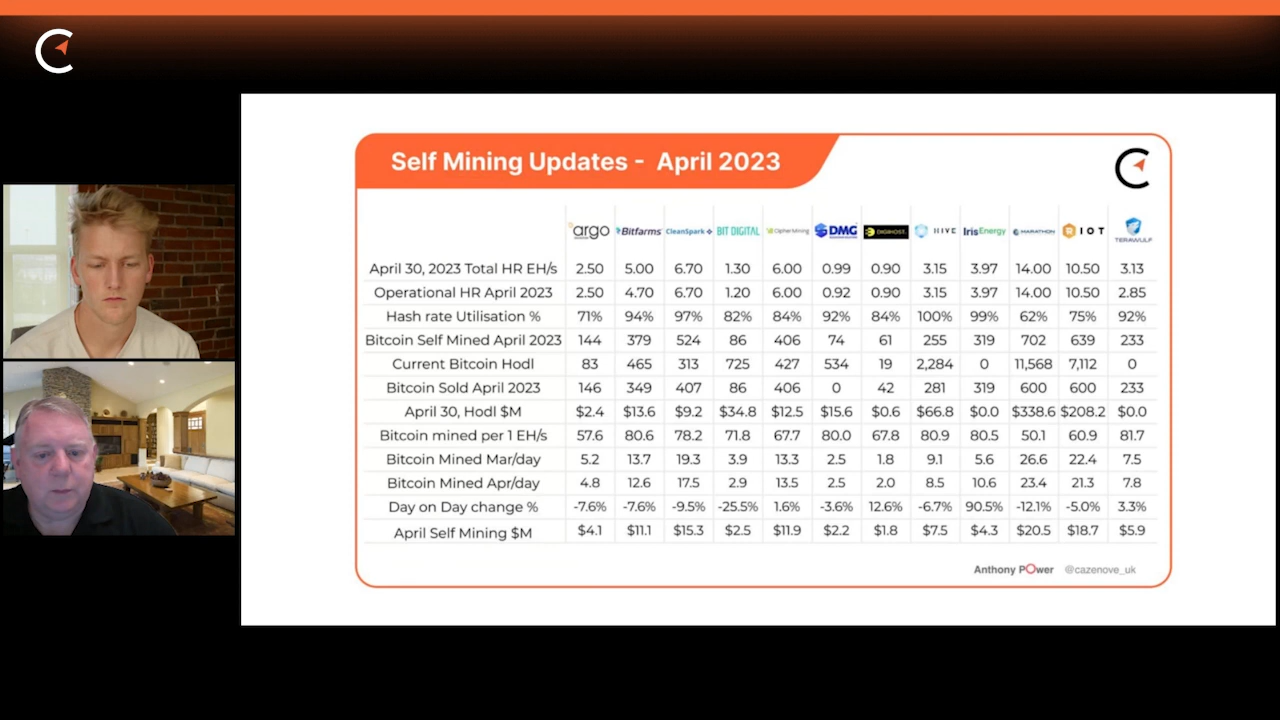 Self Mining Updates - April 2023
argo Bitfarms CleanSpark BIT DIGITAL CipherMining DMG DIGIHOST HIVE IrisEnergy MARATHON RIOT TERAWULF
April 30, 2023 Total HR EH/s 2.50 5.00 6.70 1.30 6.00 0.99 0.90 3.15 3.97 14.00 10.50 3.13
Operational HR April 2023 2.50 4.70 6.70 1.20 6.00 0.92 0.90 3.15 3.97 14.00 10.50 2.85
Hash rate Utilisation % 71% 94% 97% 82% 84% 92% 84% 100% 99% 62% 75% 92%
Bitcoin Self Mined April 2023 144 379 524 86 406 74 61 255 319 702 639 233
Current Bitcoin Hodl 83 465 313 725 427 534 19 2,284 0 11,568 7,112 0
Bitcoin Sold April 2023 146 349 407 86 406 0 42 281 319 600 600 233
April 30, Hodl $M $2.4 $13.6 $9.2 $34.8 $12.5 $15.6 $0.6 $66.8 $0.0 $338.6 $208.2 $0.0
Bitcoin mined per 1 EH/s 57.6 80.6 78.2 71.8 67.7 80.0 67.8 80.9 80.5 50.1 60.9 81.7
Bitcoin Mined Mar/day 5.2 13.7 19.3 3.9 13.3 2.5 1.8 9.1 5.6 26.6 22.4 7.5
Bitcoin Mined Apr/day 4.8 12.6 17.5 2.9 13.5 2.5 2.0 8.5 10.6 23.4 21.3 7.8
Day on Day change % -7.6% -7.6% -9.5% -25.5% 1.6% -3.6% 12.6% -6.7% 90.5% -12.1% -5.0% 3.3%
April Self Mining $M $4.1 $11.1 $15.3 $2.5 $11.9 $2.2 $1.8 $7.5 $4.3 $20.5 $18.7 $5.9
Anthony Power @cazenove_uk